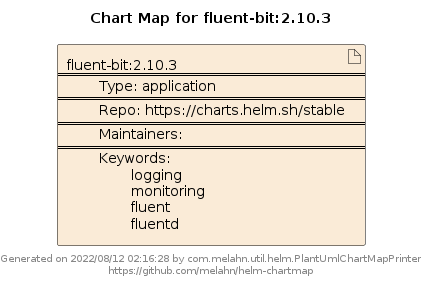 Chart Map for fluent-bit:2.10.3
fluent-bit:2.10.3
Type: application
Repo: https://charts.helm.sh/stable
Maintainers:
Keywords:
logging
monitoring
fluent
fluentd
Generated on 2022/08/12 02:16:28 by com.melahn.util.helm.PlantUmlChartMapPrinter
https://github.com/melahn/helm-chartmap